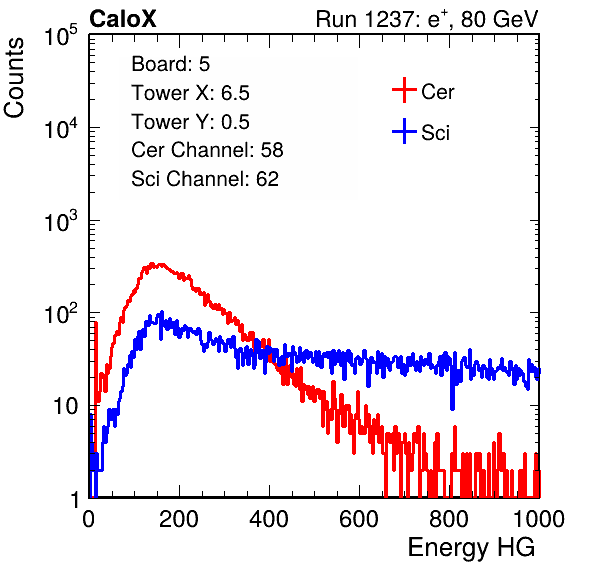 CaloX Run 1237: e⁺, 80 GeV
Board: 5
Tower X: 6.5
Tower Y: 0.5
Cer Channel: 58
Sci Channel: 62
Cer
Sci
Counts
10⁵
10⁴
10³
10²
10
1
0 200 400 600 800 1000
Energy HG